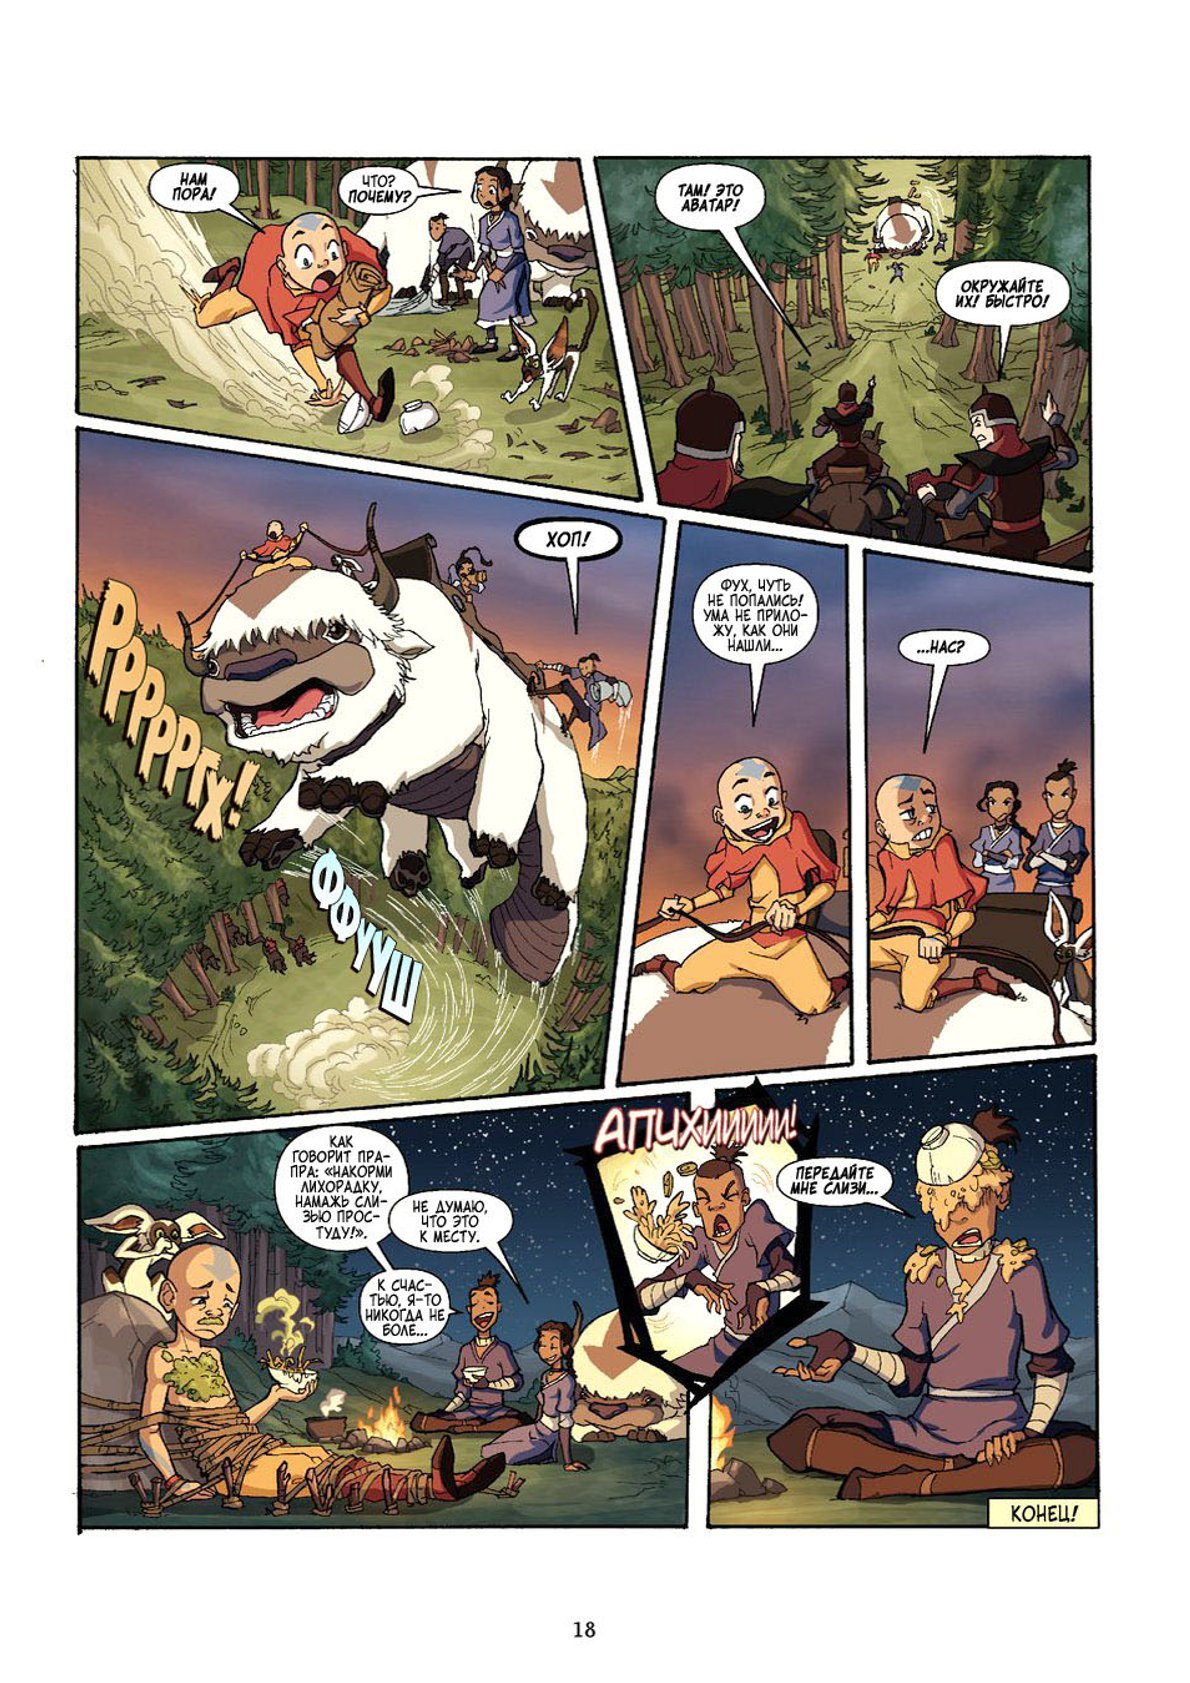 НАМ
ПОРА!
ЧТО?
ПОЧЕМУ?
ТАМ! ЭТО
АВАТАР!
ОКРУЖАЙТЕ
ИХ! БЫСТРО!
ХОП!
РРРРРРГХ!
ФФУУШ
ФУХ, ЧУТЬ
НЕ ПОПАЛИСЬ!
УМА НЕ ПРИЛО-
ЖУ, КАК ОНИ
НАШЛИ...
...НАС?
КАК
ГОВОРИТ ПРА-
ПРА: «НАКОРМИ
ЛИХОРАДКУ,
НАМАЖЬ СЛИ-
ЗЬЮ ПРОС-
ТУДУ!».
НЕ ДУМАЮ,
ЧТО ЭТО
К МЕСТУ.
К СЧАС-
ТЬЮ, Я-ТО
НИКОГДА НЕ
БОЛЕ...
АПЧХИИИИИ!
ПЕРЕДАЙТЕ
МНЕ СЛИЗИ...
КОНЕЦ!
18